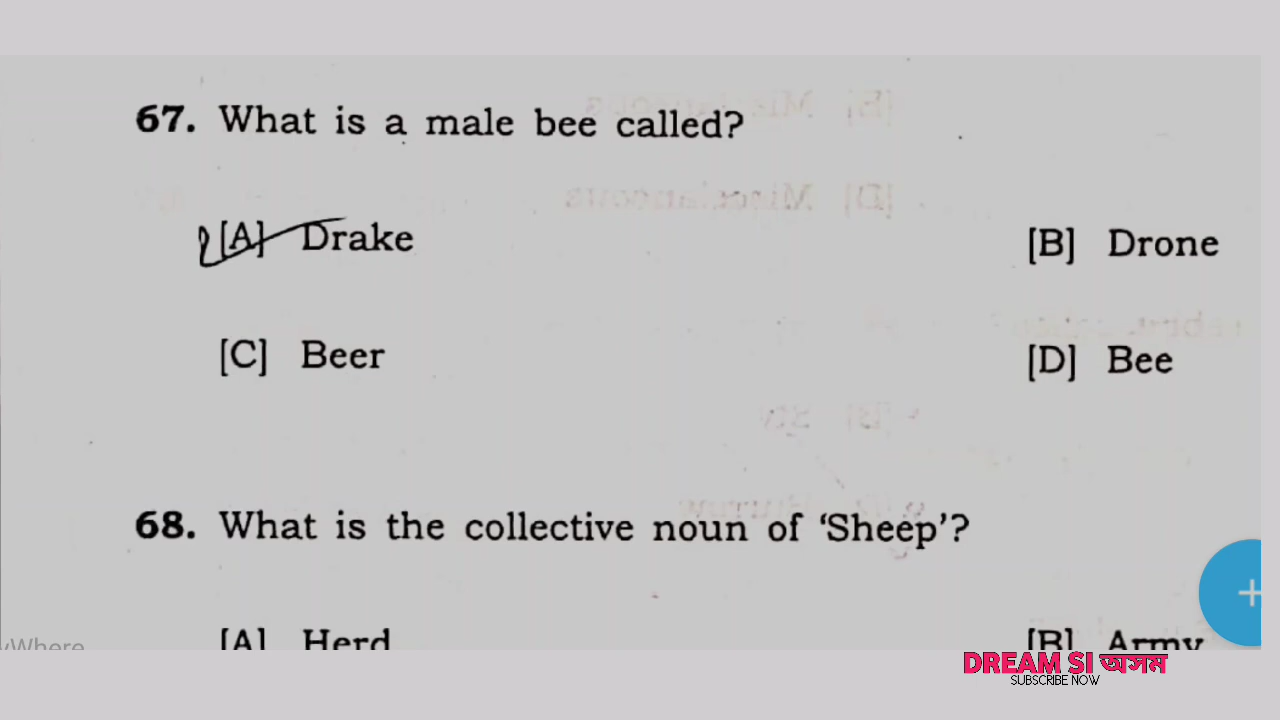 67. What is a male bee called?
[A] Drake [B] Drone
[C] Beer [D] Bee
68. What is the collective noun of 'Sheep'?
[A] Herd [B] Army
yWhere
DREAM SI অসম
SUBSCRIBE NOW